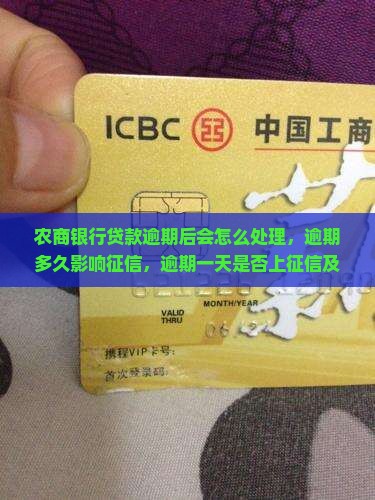 ICBC 中国工商
农商银行贷款逾期后会怎么处理，逾期
多久影响征信，逾期一天是否上征信及
MONTH/YEAR
VALID
THRU
携程VIP卡号：
首次登录码：